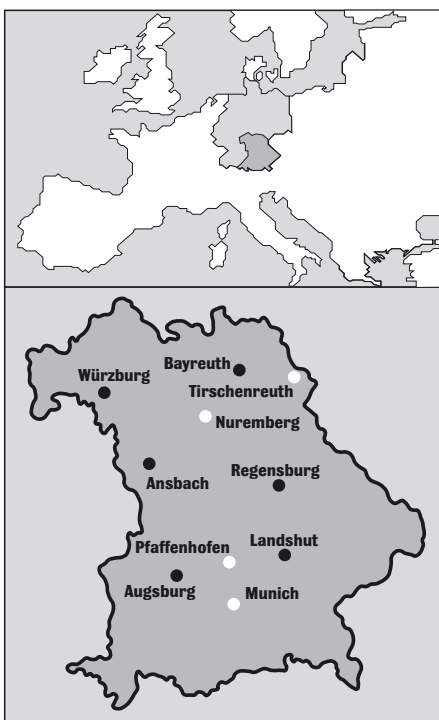 Bayreuth
Würzburg
Tirschenreuth
Nuremberg
Regensburg
Ansbach
Pfaffenhofen
Landshut
Augsburg
Munich